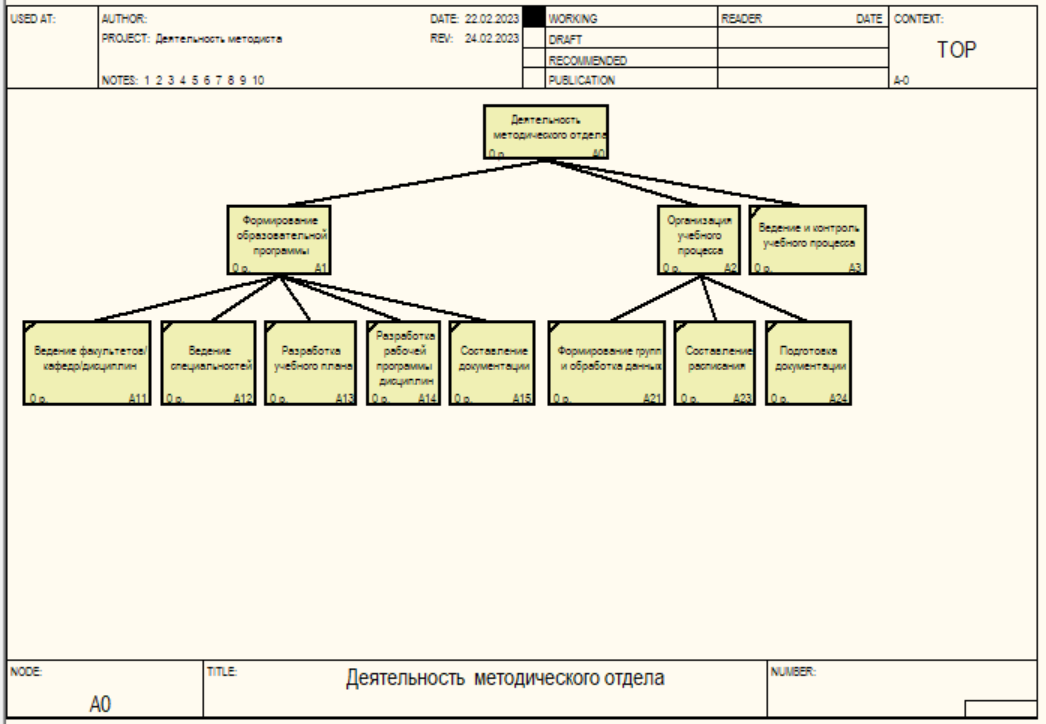 USED AT:
AUTHOR:
DATE: 22.02.2023
WORKING
READER
DATE
CONTEXT:
PROJECT: Деятельность методиста
REV: 24.02.2023
DRAFT
TOP
RECOMMENDED
NOTES: 1 2 3 4 5 6 7 8 9 10
PUBLICATION
A-0
Деятельность
методического отдела
0 р.
A0
Формирование
образовательной
программы
0 р.
A1
Организация
учебного
процесса
0 р.
A2
Ведение и контроль
учебного процесса
0 р.
A3
Ведение факультетов/
кафедр/дисциплин
0 р.
A11
Ведение
специальностей
0 р.
A12
Разработка
учебного плана
0 р.
A13
Разработка
рабочей
программы
дисциплин
0 р.
A14
Составление
документации
0 р.
A15
Формирование групп
и обработка данных
0 р.
A21
Составление
расписания
0 р.
A23
Подготовка
документации
0 р.
A24
NODE:
A0
TITLE:
Деятельность методического отдела
NUMBER: